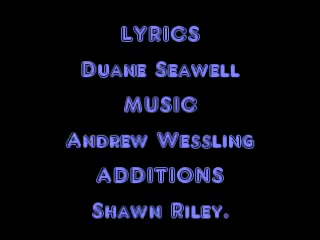 LYRICS
DUANE SEAWELL
MUSIC
ANDREW WESSLING
ADDITIONS
SHAWN RILEY.